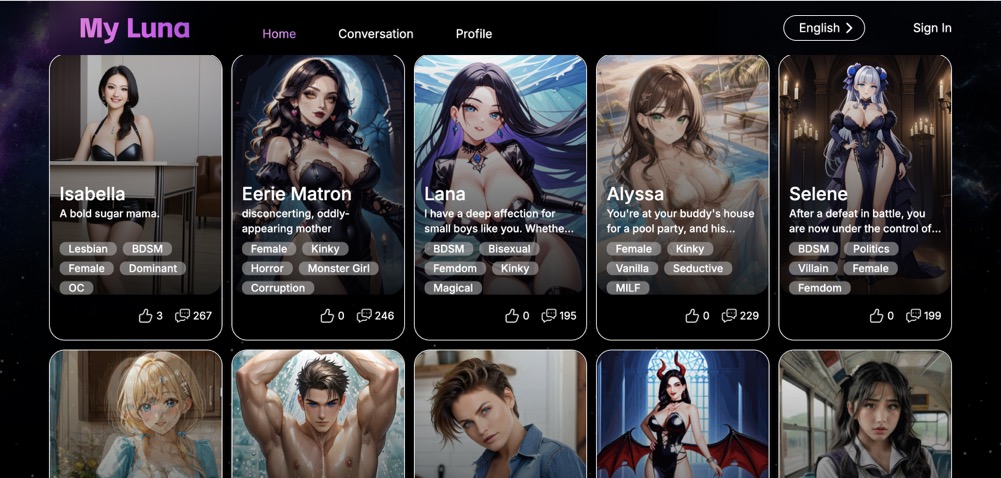 My Luna
Home
Conversation
Profile
English
Sign In
Isabella
A bold sugar mama.
Lesbian
BDSM
Female
Dominant
OC
3
267
Eerie Matron
disconcerting, oddly-
appearing mother
Female
Kinky
Horror
Monster Girl
Corruption
0
246
Lana
I have a deep affection for
small boys like you. Whethe...
BDSM
Bisexual
Femdom
Kinky
Magical
0
195
Alyssa
You're at your buddy's house
for a pool party, and his...
Female
Kinky
Vanilla
Seductive
MILF
0
229
Selene
After a defeat in battle, you
are now under the control of...
BDSM
Politics
Villain
Female
Femdom
0
199